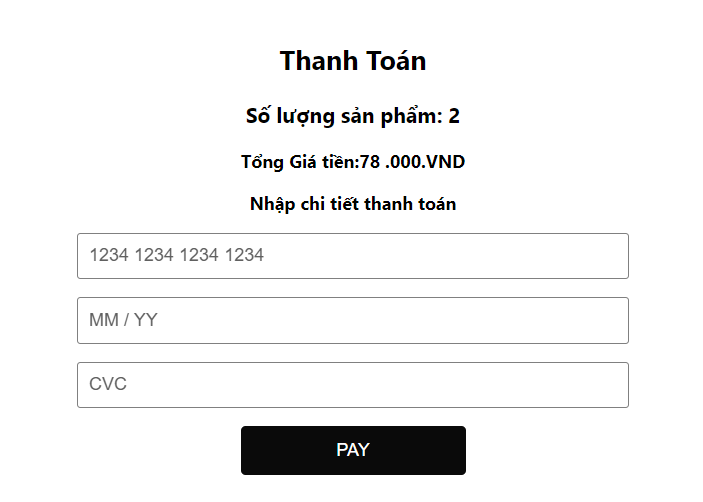 Thanh Toán
Số lượng sản phẩm: 2
Tổng Giá tiền:78 .000.VND
Nhập chi tiết thanh toán
1234 1234 1234 1234
MM / YY
CVC
PAY